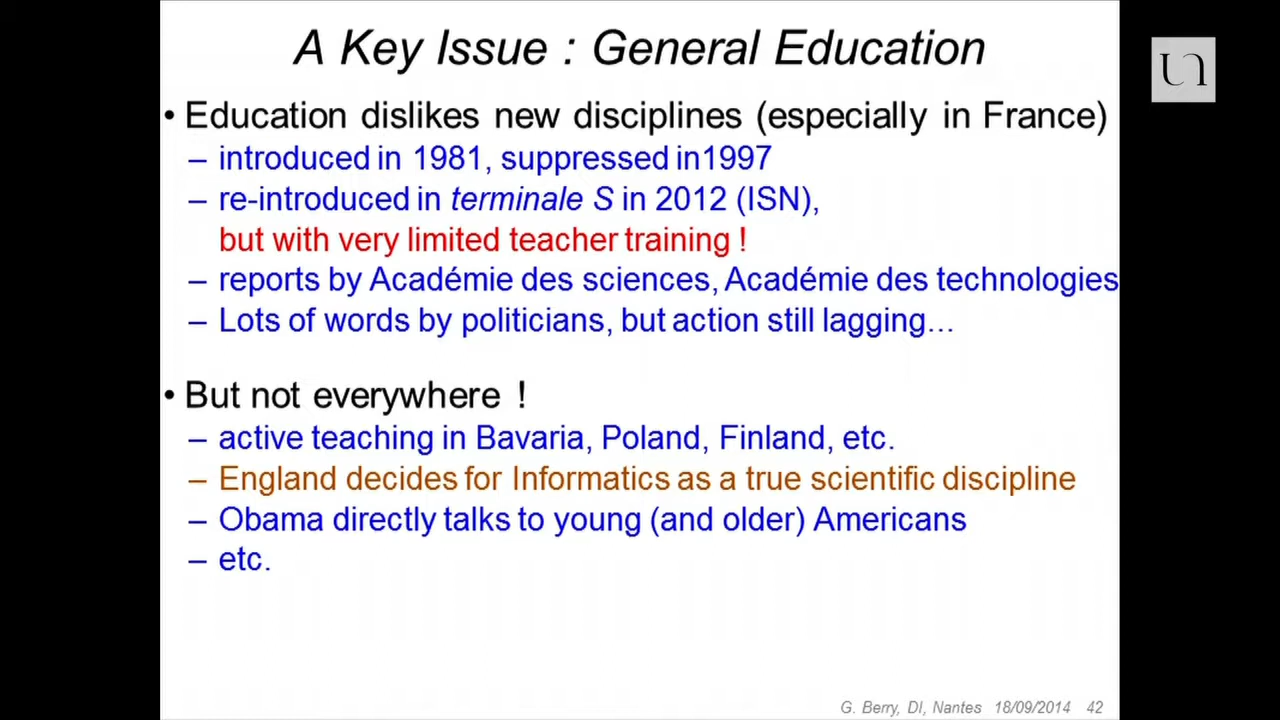 A Key Issue : General Education
• Education dislikes new disciplines (especially in France)
– introduced in 1981, suppressed in1997
– re-introduced in terminale S in 2012 (ISN),
but with very limited teacher training !
– reports by Académie des sciences, Académie des technologies
– Lots of words by politicians, but action still lagging...
• But not everywhere !
– active teaching in Bavaria, Poland, Finland, etc.
– England decides for Informatics as a true scientific discipline
– Obama directly talks to young (and older) Americans
– etc.
G. Berry, DI, Nantes 18/09/2014 42